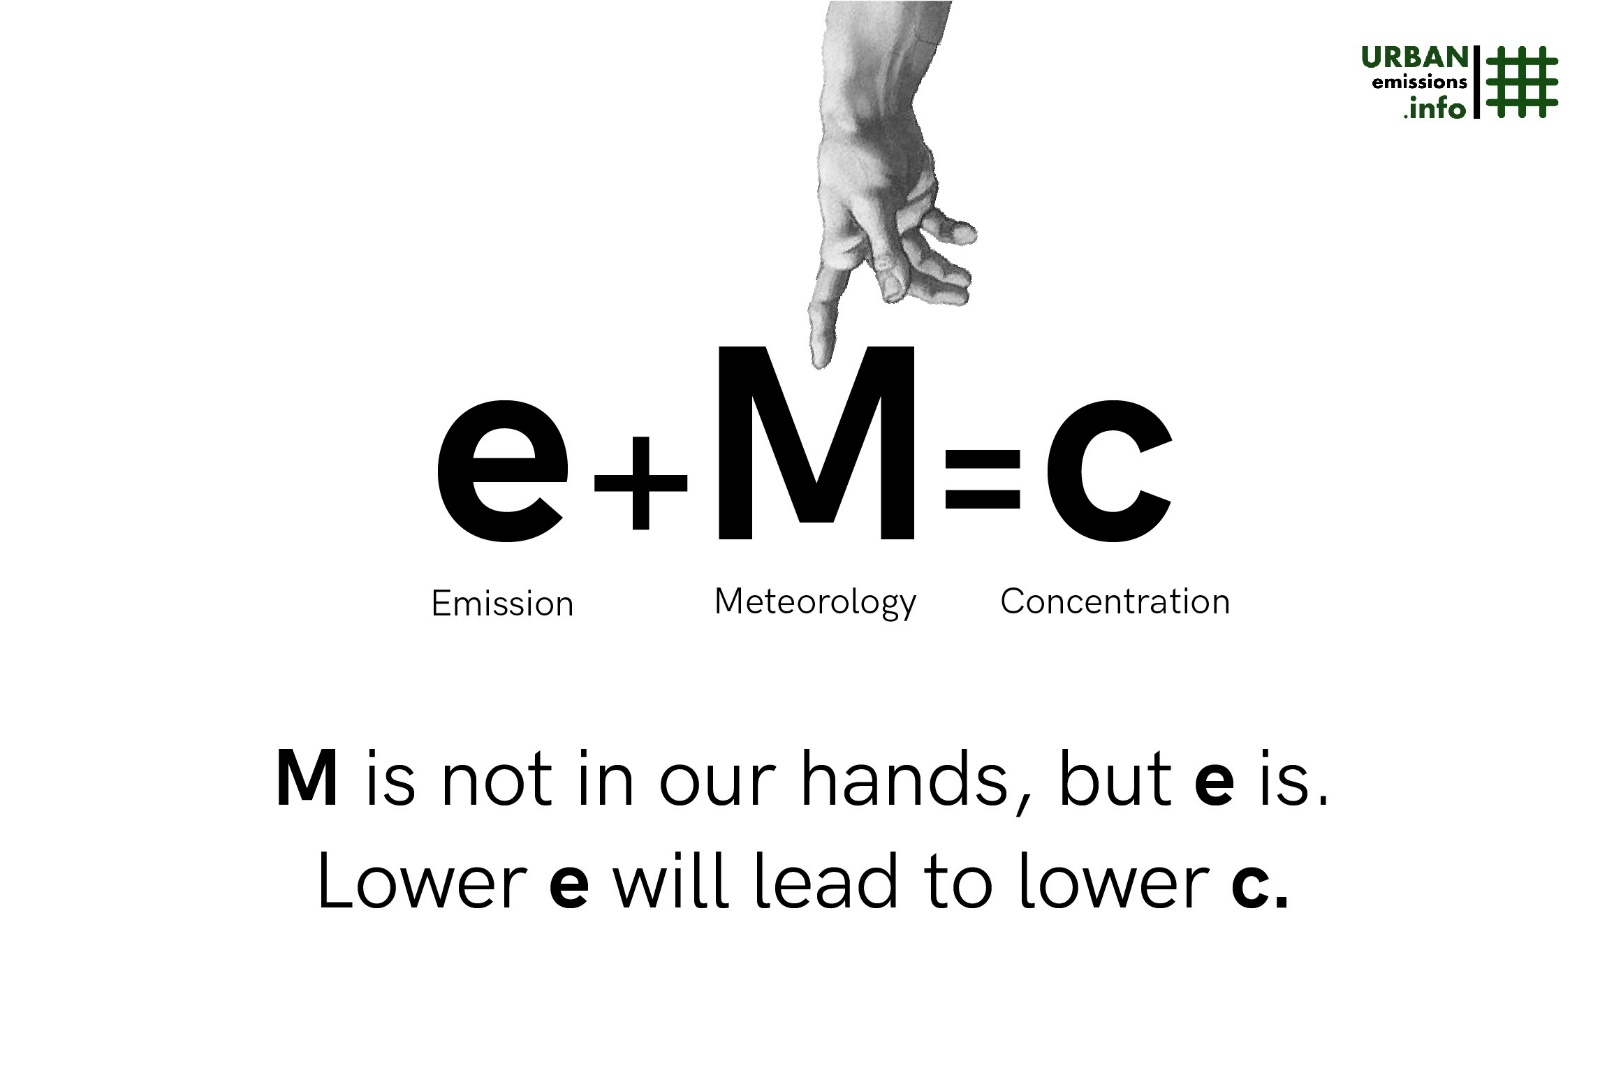 URBAN
emissions
.info
e+M=c
Emission Meteorology Concentration
M is not in our hands, but e is.
Lower e will lead to lower c.